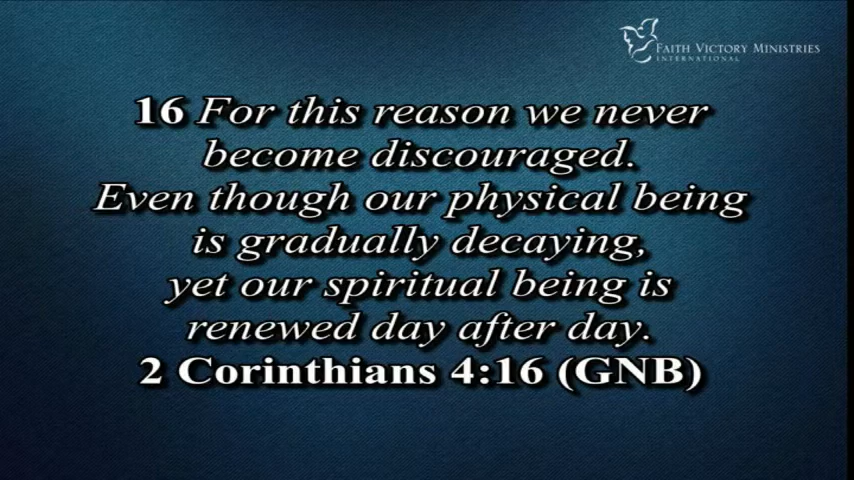 FAITH VICTORY MINISTRIES
INTERNATIONAL
16 For this reason we never
become discouraged.
Even though our physical being
is gradually decaying,
yet our spiritual being is
renewed day after day.
2 Corinthians 4:16 (GNB)